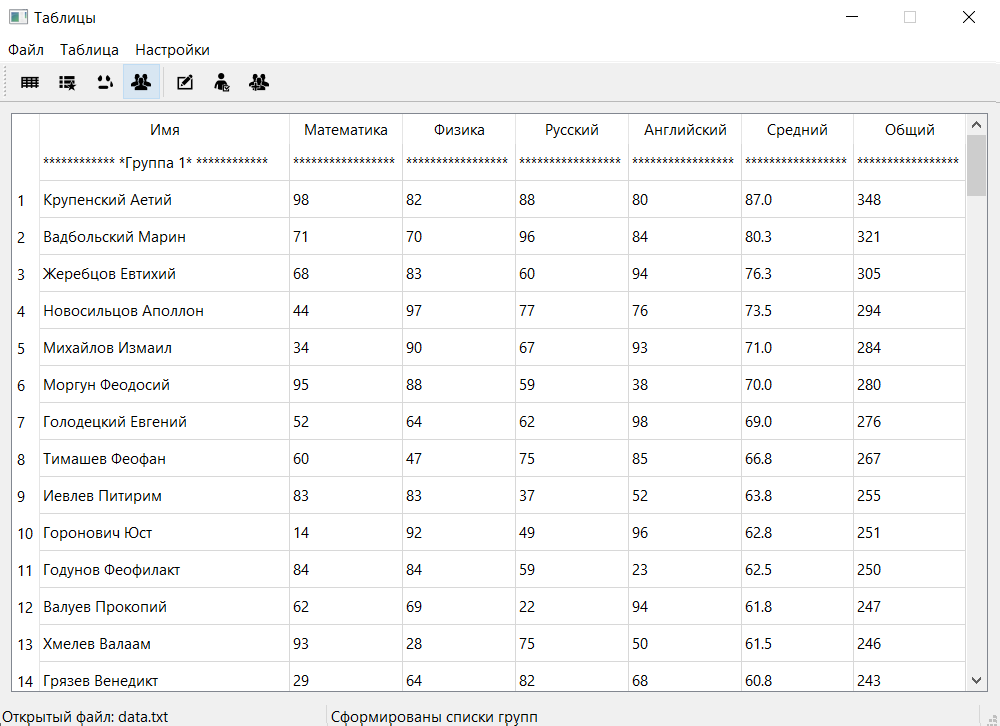 Таблицы
Файл Таблица Настройки
Имя Математика Физика Русский Английский Средний Общий
************ *Группа 1* ************ ***************** ***************** ***************** ***************** ***************** *****************
1 Крупенский Аетий 98 82 88 80 87.0 348
2 Вадбольский Марин 71 70 96 84 80.3 321
3 Жеребцов Евтихий 68 83 60 94 76.3 305
4 Новосильцов Аполлон 44 97 77 76 73.5 294
5 Михайлов Измаил 34 90 67 93 71.0 284
6 Моргун Феодосий 95 88 59 38 70.0 280
7 Голодецкий Евгений 52 64 62 98 69.0 276
8 Тимашев Феофан 60 47 75 85 66.8 267
9 Иевлев Питирим 83 83 37 52 63.8 255
10 Горонович Юст 14 92 49 96 62.8 251
11 Годунов Феофилакт 84 84 59 23 62.5 250
12 Валуев Прокопий 62 69 22 94 61.8 247
13 Хмелев Валаам 93 28 75 50 61.5 246
14 Грязев Венедикт 29 64 82 68 60.8 243
Открытый файл: data.txt Сформированы списки групп